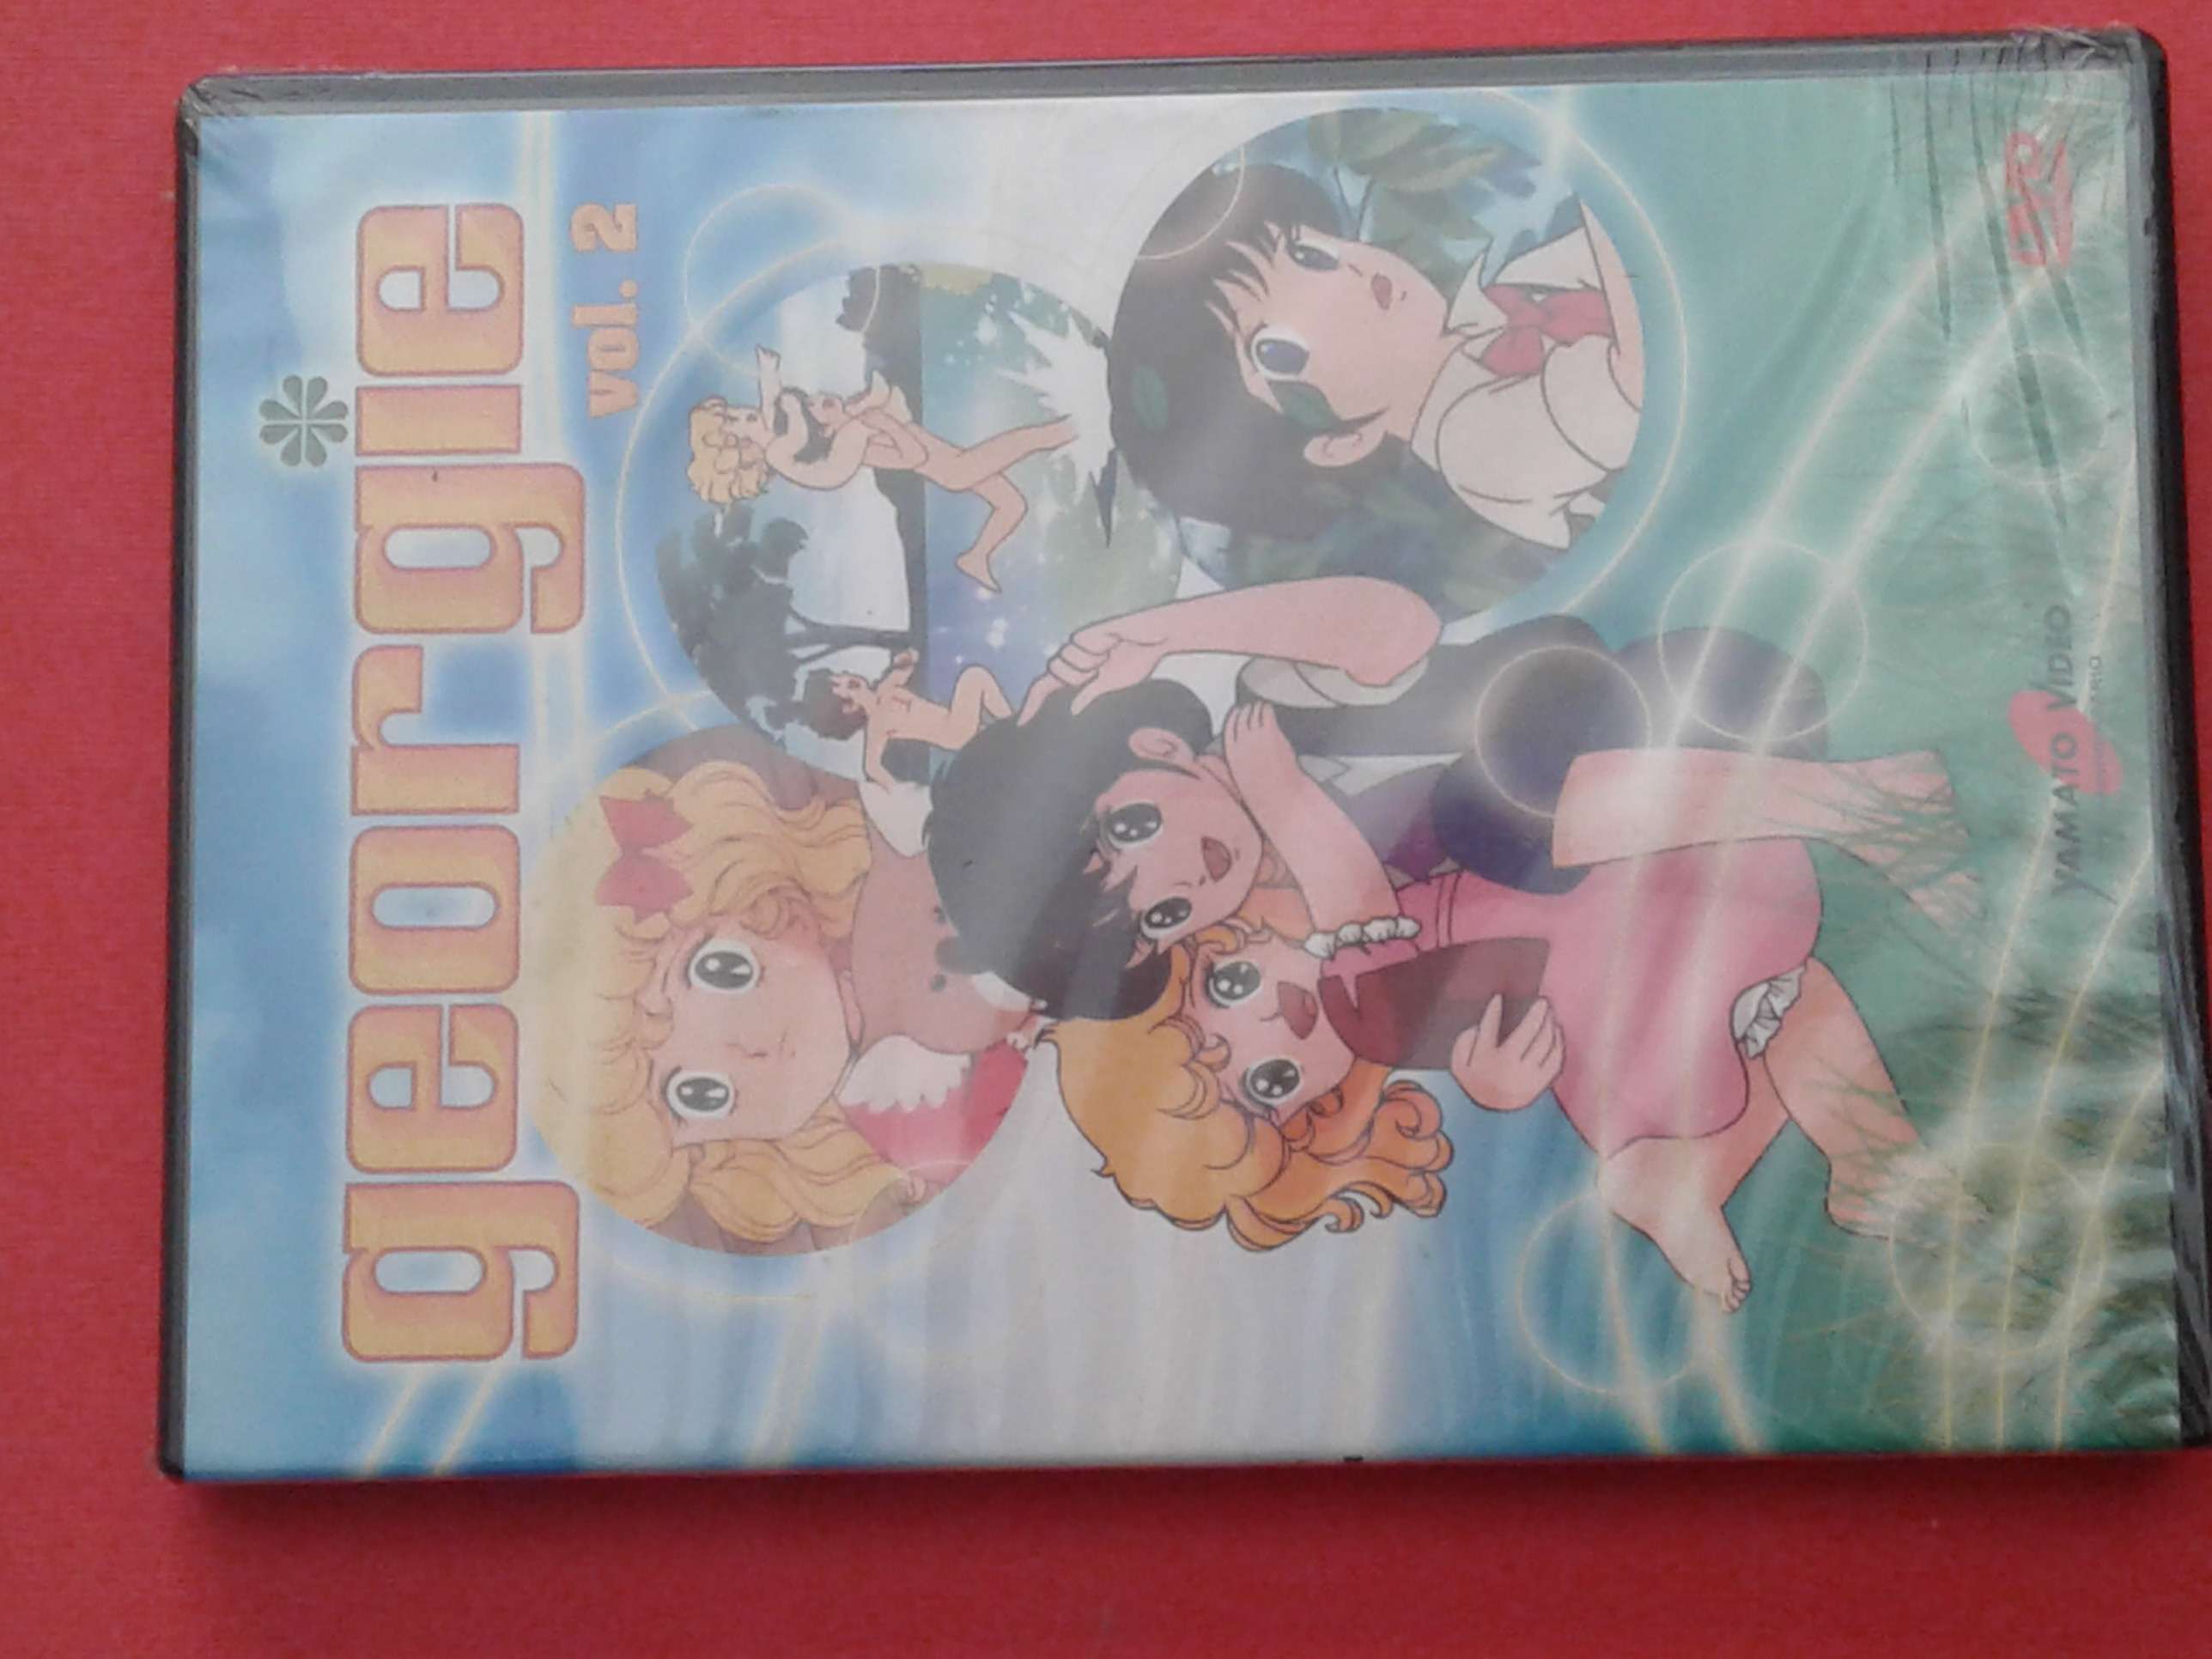 georgie
vol. 2
YAMATO VIDEO